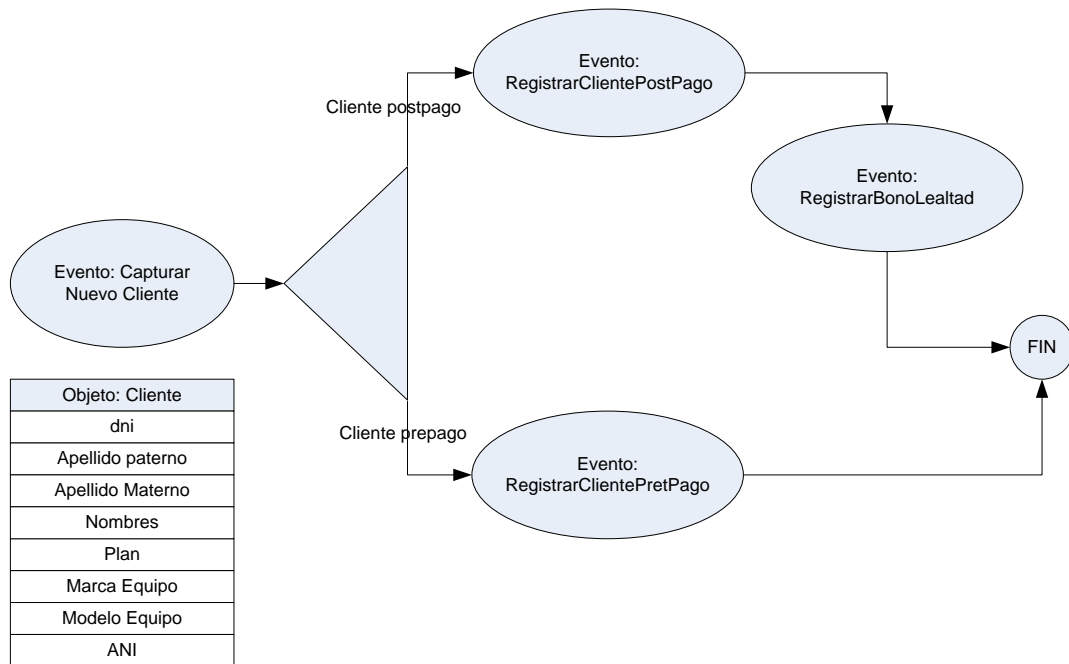 Evento:
RegistrarClientePostPago
Cliente postpago
Evento:
RegistrarBonoLealtad
Evento: Capturar
Nuevo Cliente
FIN
Objeto: Cliente
dni
Apellido paterno
Apellido Materno
Nombres
Plan
Marca Equipo
Modelo Equipo
ANI
Cliente prepago
Evento:
RegistrarClientePretPago